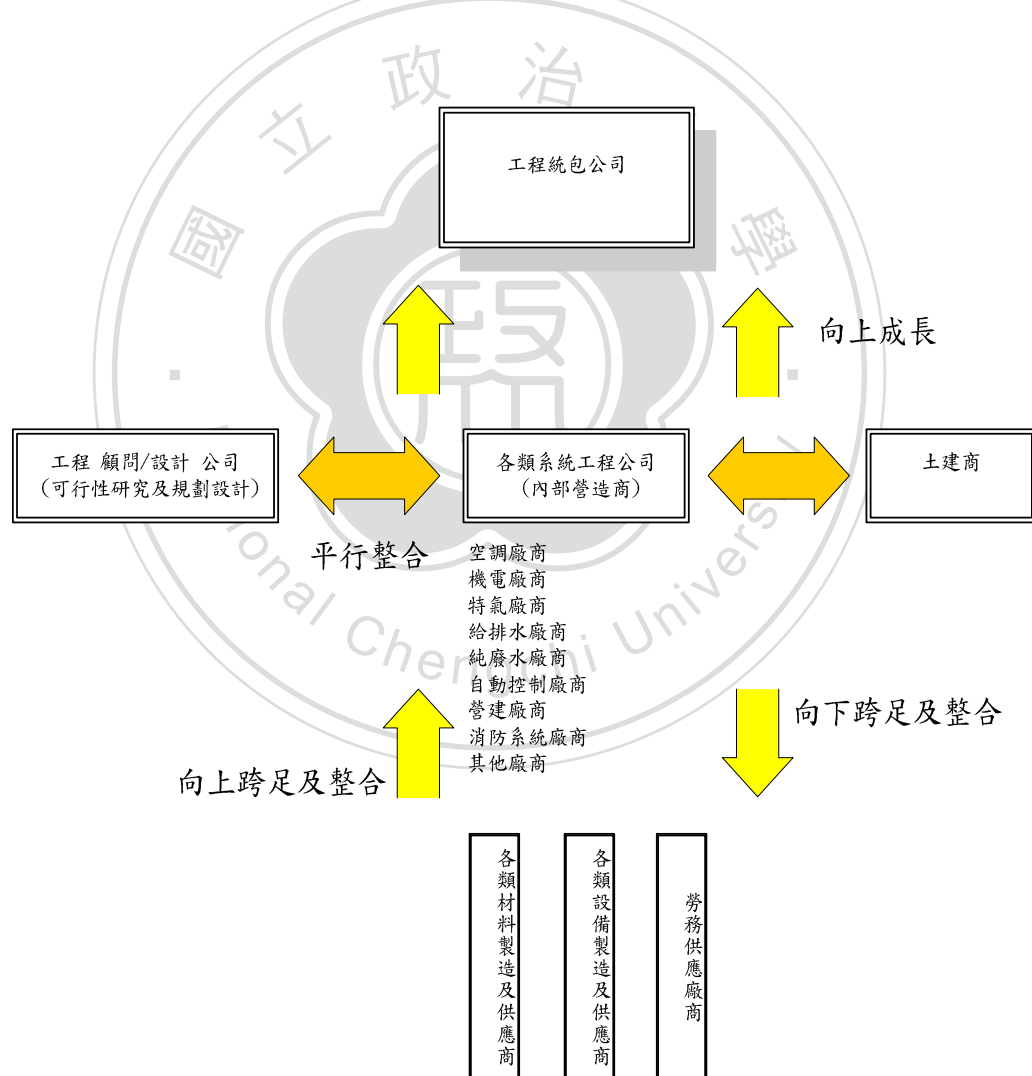 國立政治大學
工程統包公司
向上成長
工程 顧問/設計 公司
(可行性研究及規劃設計)
各類系統工程公司
(內部營造商)
土建商
平行整合
空調廠商
機電廠商
特氣廠商
給排水廠商
純廢水廠商
自動控制廠商
營建廠商
消防系統廠商
其他廠商
向上跨足及整合
向下跨足及整合
各類材料製造及供應商
各類設備製造及供應商
勞務供應廠商